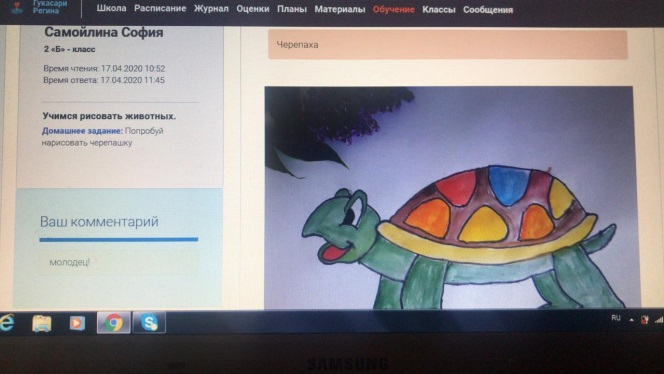 Гукасари
Регина
Школа Расписание Журнал Оценки Планы Материалы Обучение Классы Сообщения
Самойлина София
2 «Б» - класс
Время чтения: 17.04.2020 10:52
Время ответа: 17.04.2020 11:45
Учимся рисовать животных.
Домашнее задание: Попробуй
нарисовать черепашку
Ваш комментарий
молодец!
Черепаха
RU
SAMSUNG